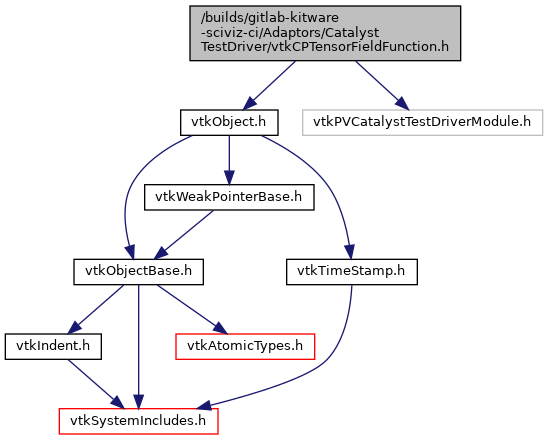 /builds/gitlab-kitware
-sciviz-ci/Adaptors/Catalyst
TestDriver/vtkCPTensorFieldFunction.h
vtkObject.h
vtkPVCatalystTestDriverModule.h
vtkWeakPointerBase.h
vtkObjectBase.h
vtkTimeStamp.h
vtkIndent.h
vtkAtomicTypes.h
vtkSystemIncludes.h